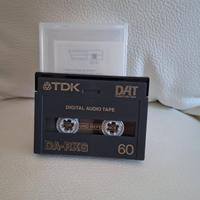 TDK DAT
DIGITAL AUDIO TAPE
DA-RXG 60